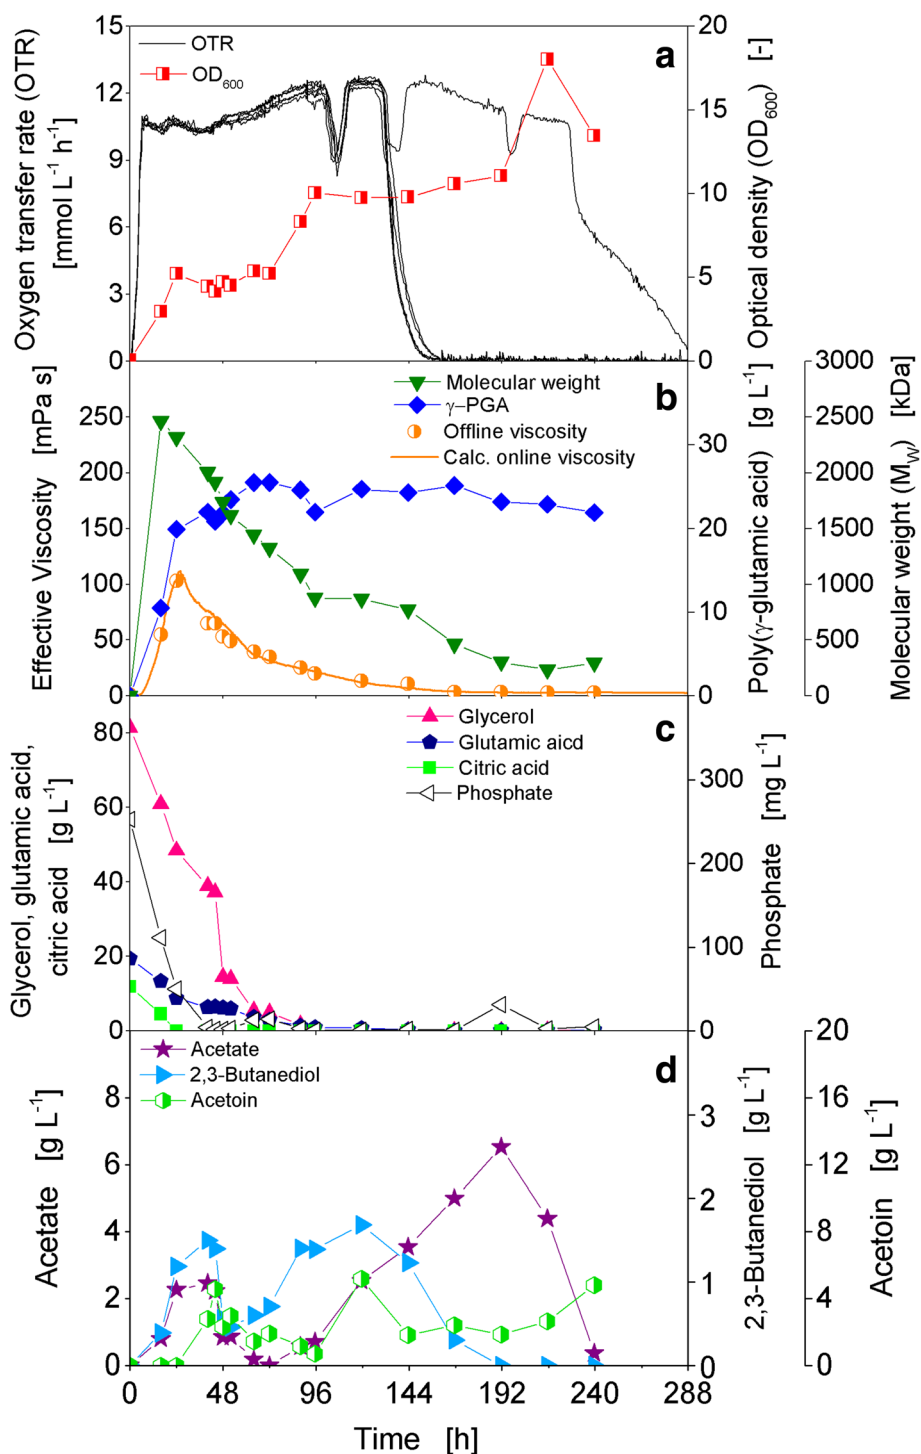 a
OTR
OD600
Oxygen transfer rate (OTR)
[mmol L-1 h-1]
15
12
9
6
3
0
20
15
10
5
0
Optical density (OD600) [-]
b
Molecular weight
γ–PGA
Offline viscosity
Calc. online viscosity
Effective Viscosity [mPa s]
250
200
150
100
50
0
30
20
10
0
Poly(γ-glutamic acid) [g L-1]
3000
2500
2000
1500
1000
500
0
Molecular weight (MW) [kDa]
c
Glycerol
Glutamic aicd
Citric acid
Phosphate
Glycerol, glutamic acid,
citric acid [g L-1]
80
60
40
20
0
300
200
100
0
Phosphate [mg L-1]
d
Acetate
2,3-Butanediol
Acetoin
Acetate [g L-1]
8
6
4
2
0
3
2
1
0
2,3-Butanediol [g L-1]
20
16
12
8
4
0
Acetoin [g L-1]
0 48 96 144 192 240 288
Time [h]